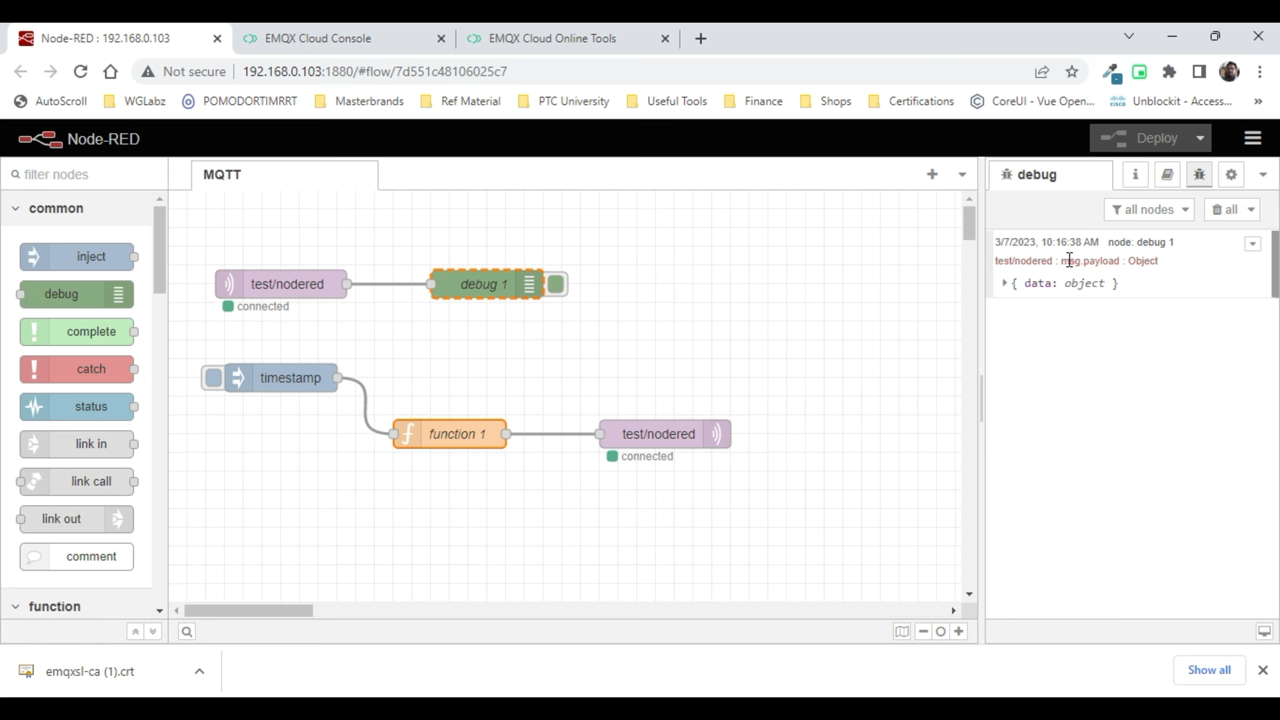 Node-RED : 192.168.0.103
EMQX Cloud Console
EMQX Cloud Online Tools
Not secure
192.168.0.103:1880/#flow/7d551c48106025c7
AutoScroll
WGLabz
POMODORTIMRRT
Masterbrands
Ref Material
PTC University
Useful Tools
Finance
Shops
Certifications
CoreUI - Vue Open...
Unblockit - Access...
Node-RED
Deploy
filter nodes
MQTT
debug
common
all nodes
all
inject
debug
complete
catch
status
link in
link call
link out
comment
function
test/nodered
connected
debug 1
timestamp
function 1
test/nodered
connected
3/7/2023, 10:16:38 AM node: debug 1
test/nodered : msg.payload : Object
{ data: object }
emqxsl-ca (1).crt
Show all